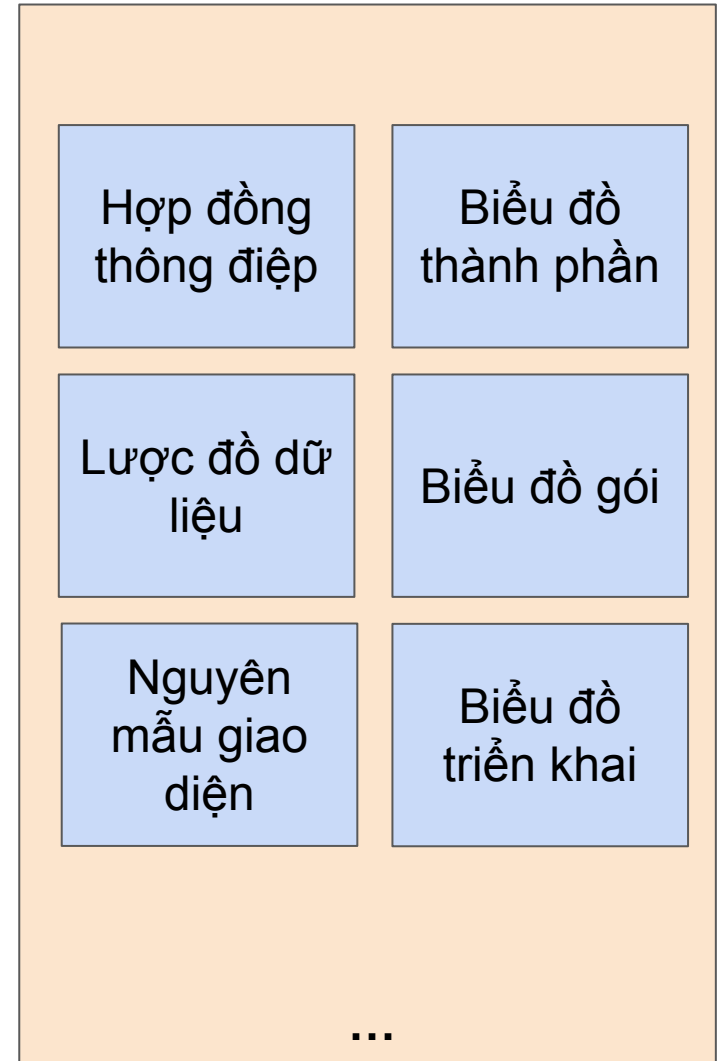 Hợp đồng
thông điệp
Biểu đồ
thành phần
Lược đồ dữ
liệu
Biểu đồ gói
Nguyên
mẫu giao
diện
Biểu đồ
triển khai
...